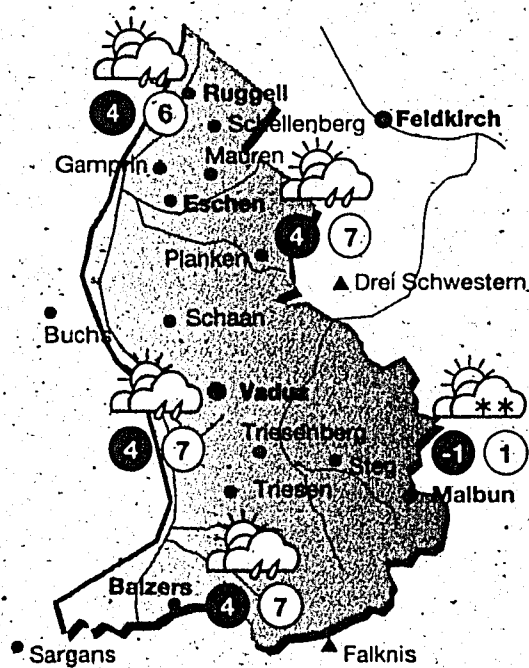 4 6
Ruggell
Schellenberg
Feldkirch
Gamprin
Mauren
Eschen
4 7
Planken
Drei Schwestern
Buchs
Schaan
Vaduz
4 7
Triesenberg
Steg
-1 1
Malbun
Triesen
Balzers
4 7
Sargans
Falknis